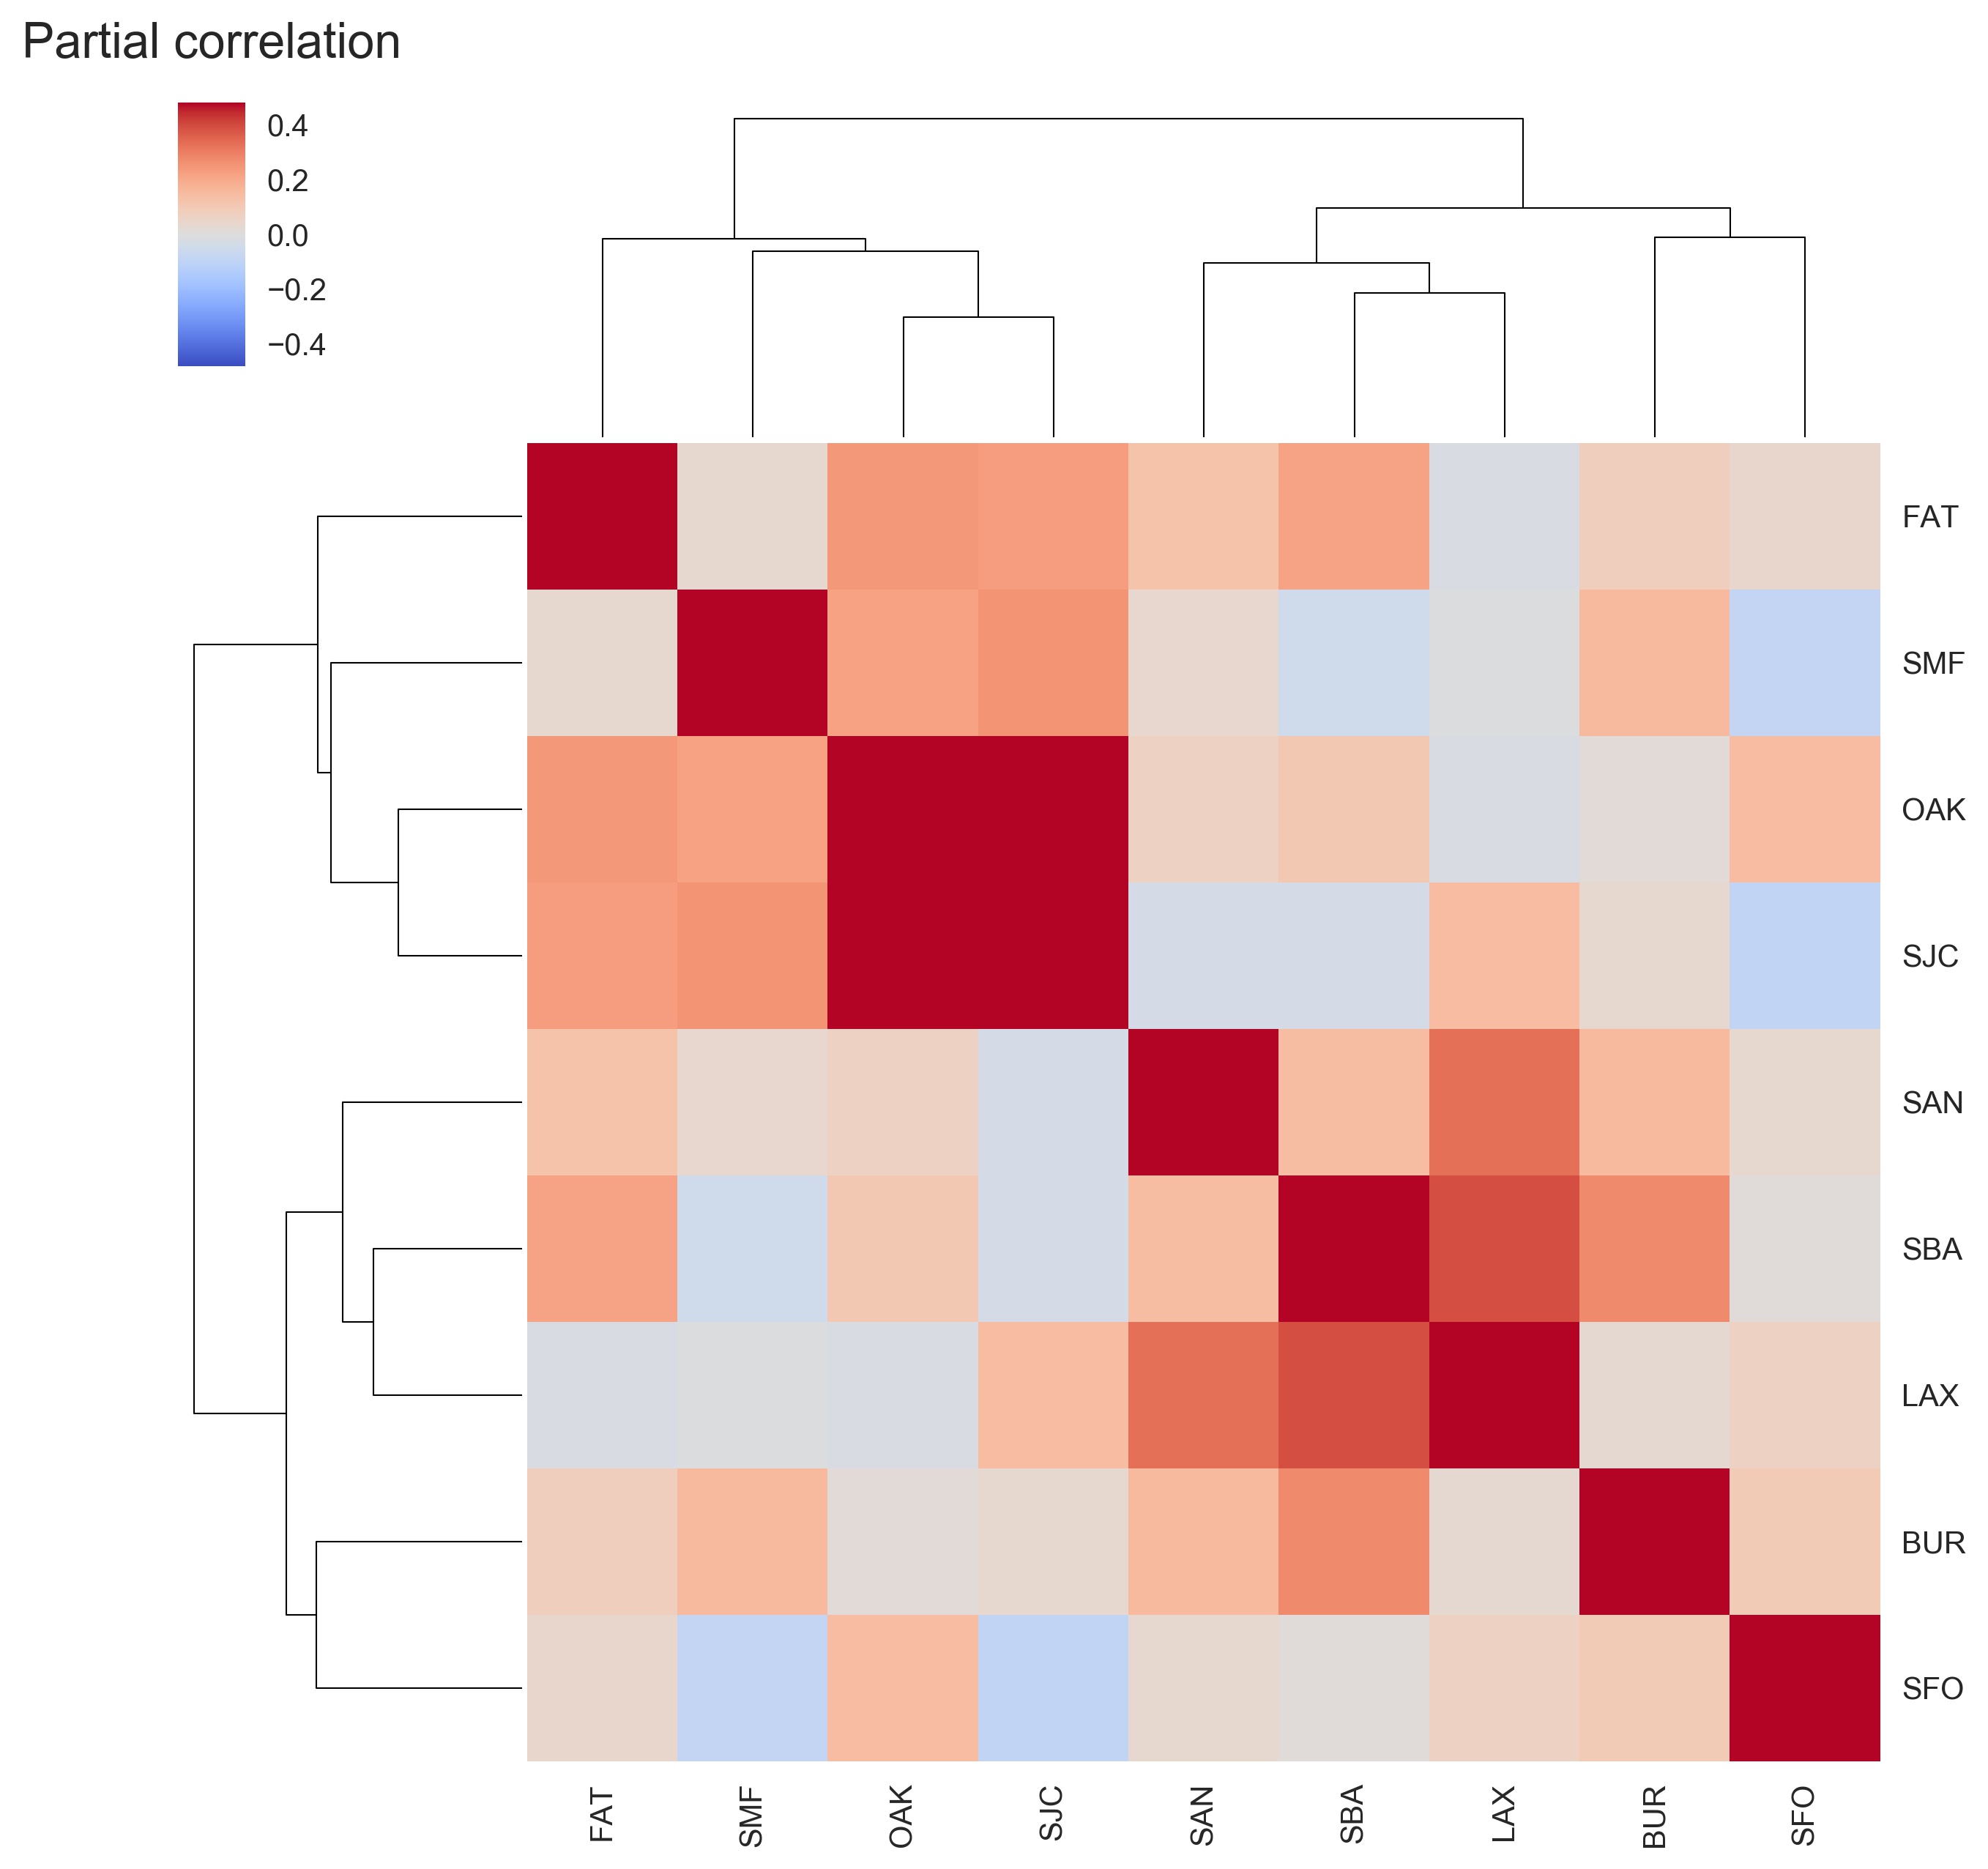 Partial correlation
0.4
0.2
0.0
−0.2
−0.4
FAT
SMF
OAK
SJC
SAN
SBA
LAX
BUR
SFO
FAT
SMF
OAK
SJC
SAN
SBA
LAX
BUR
SFO